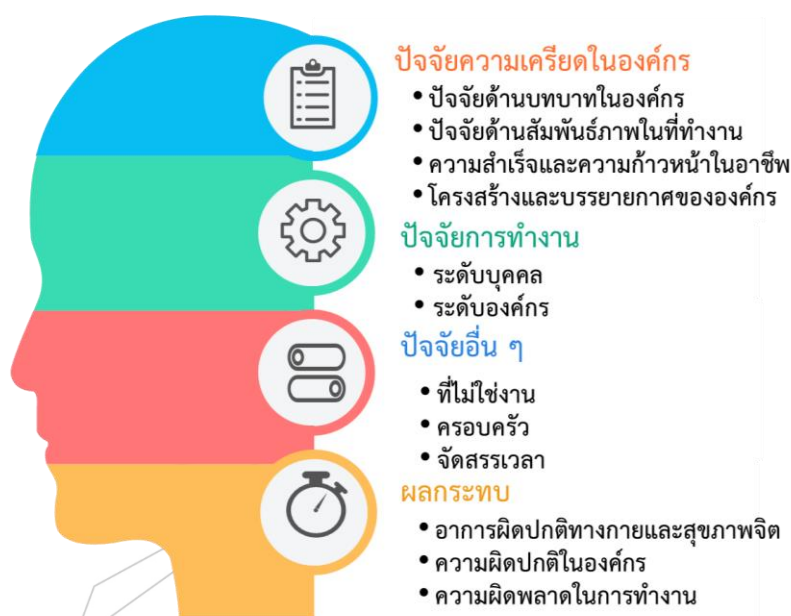 ปัจจัยความเครียดในองค์กร
• ปัจจัยด้านบทบาทในองค์กร
• ปัจจัยด้านสัมพันธ์ภาพในที่ทำงาน
• ความสำเร็จและความก้าวหน้าในอาชีพ
• โครงสร้างและบรรยายกาศขององค์กร
ปัจจัยการทำงาน
• ระดับบุคคล
• ระดับองค์กร
ปัจจัยอื่น ๆ
• ที่ไม่ใช่งาน
• ครอบครัว
• จัดสรรเวลา
ผลกระทบ
• อาการผิดปกติทางกายและสุขภาพจิต
• ความผิดปกติในองค์กร
• ความผิดพลาดในการทำงาน